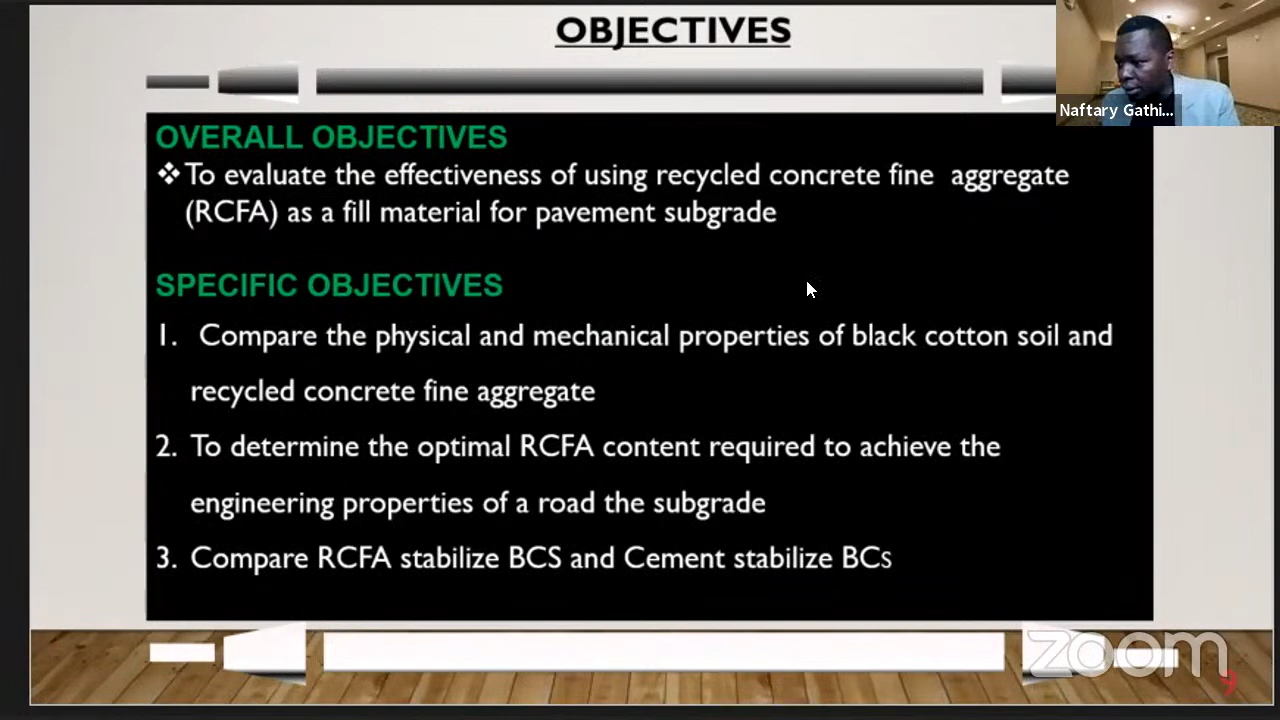 OBJECTIVES
Naftary Gathi...
OVERALL OBJECTIVES
❖To evaluate the effectiveness of using recycled concrete fine aggregate
(RCFA) as a fill material for pavement subgrade
SPECIFIC OBJECTIVES
1. Compare the physical and mechanical properties of black cotton soil and
recycled concrete fine aggregate
2. To determine the optimal RCFA content required to achieve the
engineering properties of a road the subgrade
3. Compare RCFA stabilize BCS and Cement stabilize BCs
zoom
9